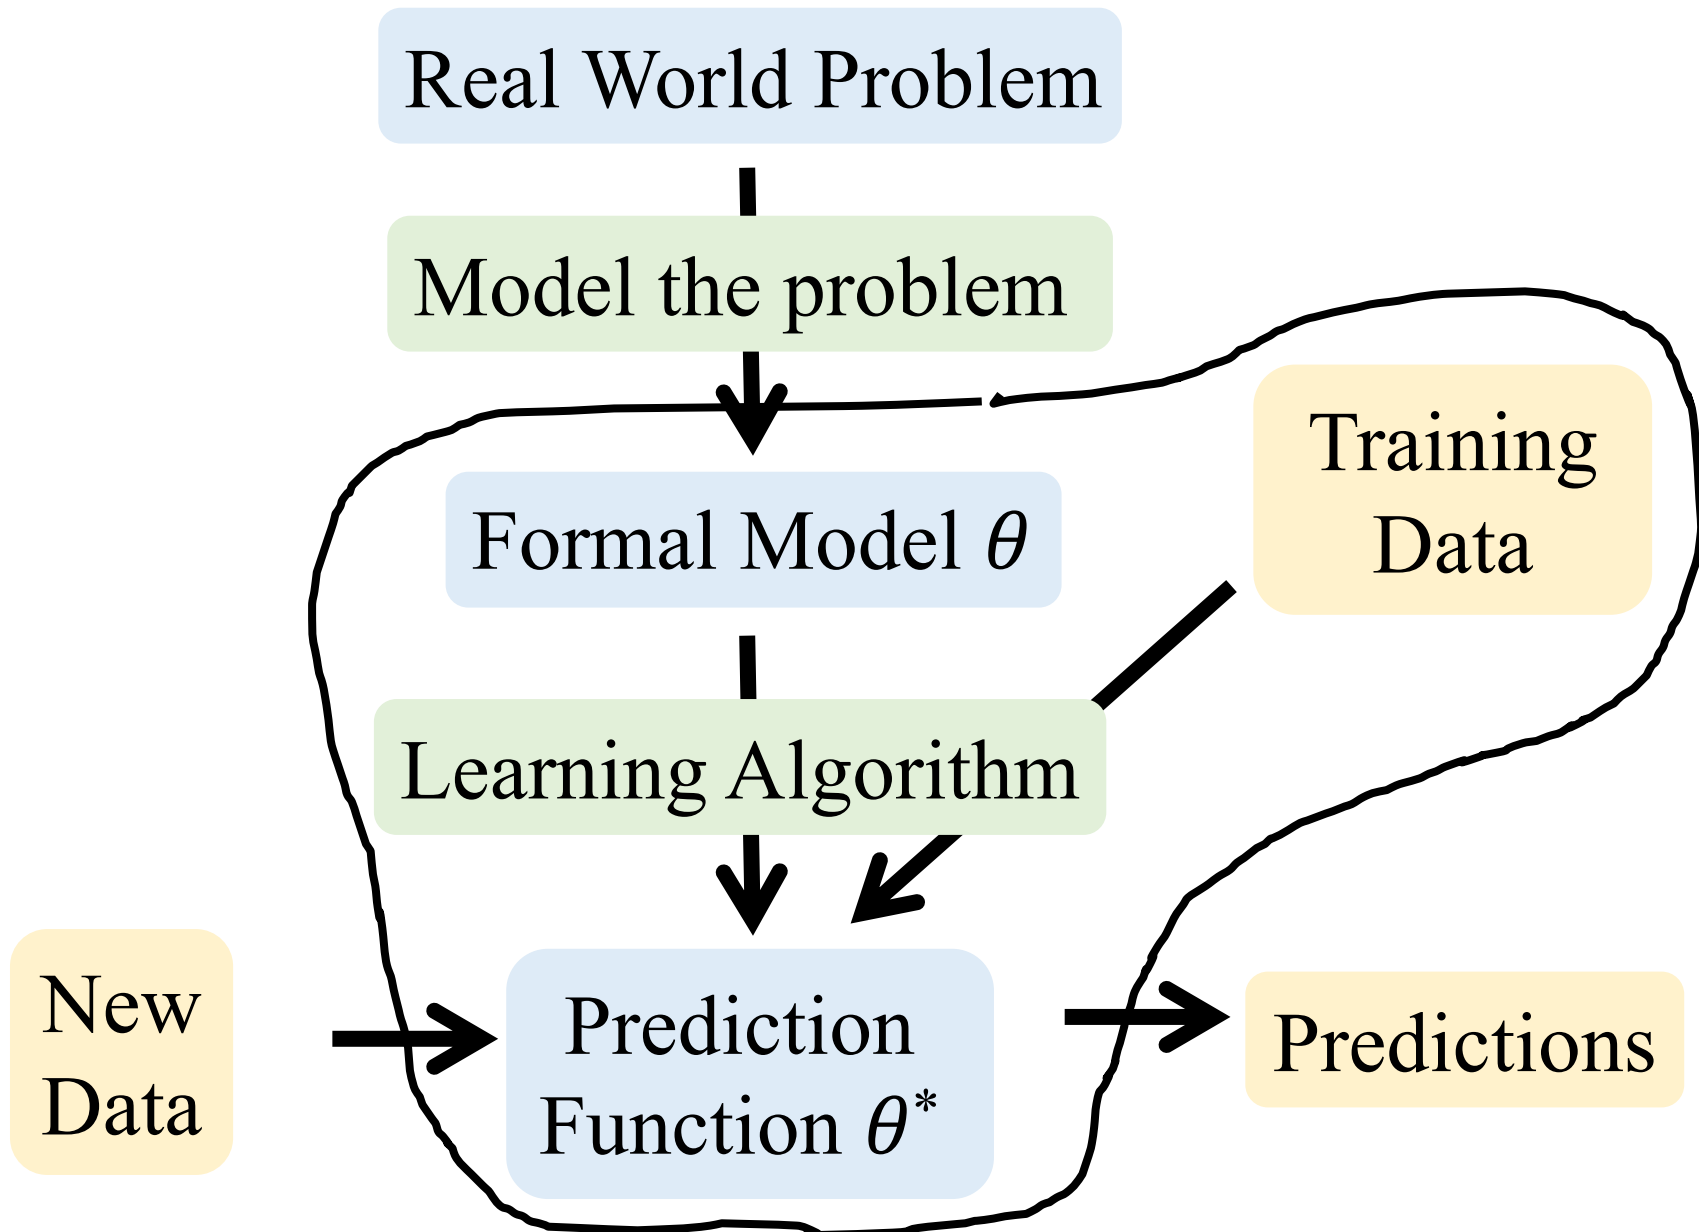 Real World Problem
Model the problem
Training
Data
Formal Model θ
Learning Algorithm
New
Data
Prediction
Function θ*
Predictions